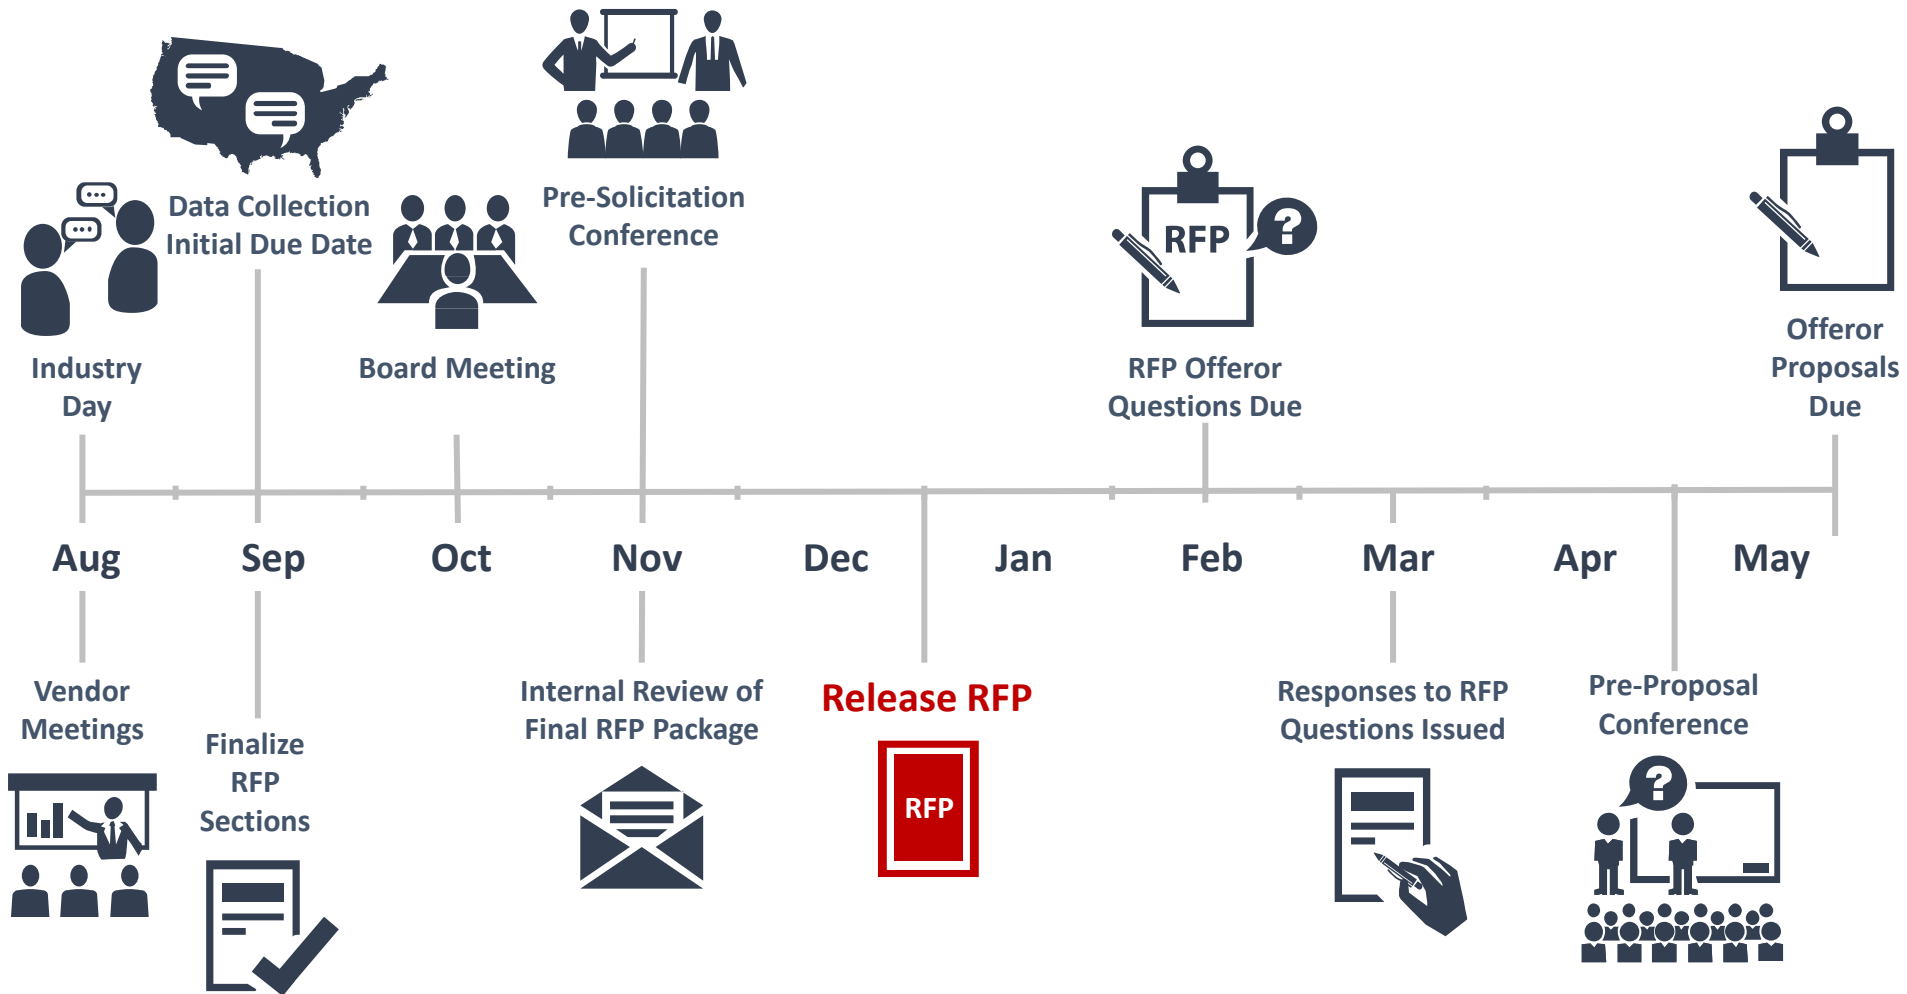 Data Collection
Initial Due Date
Pre-Solicitation
Conference
RFP
?
Industry
Day
Board Meeting
RFP Offeror
Questions Due
Offeror
Proposals
Due
Aug
Sep
Oct
Nov
Dec
Jan
Feb
Mar
Apr
May
Vendor
Meetings
Finalize
RFP
Sections
Internal Review of
Final RFP Package
Release RFP
RFP
Responses to RFP
Questions Issued
Pre-Proposal
Conference
?